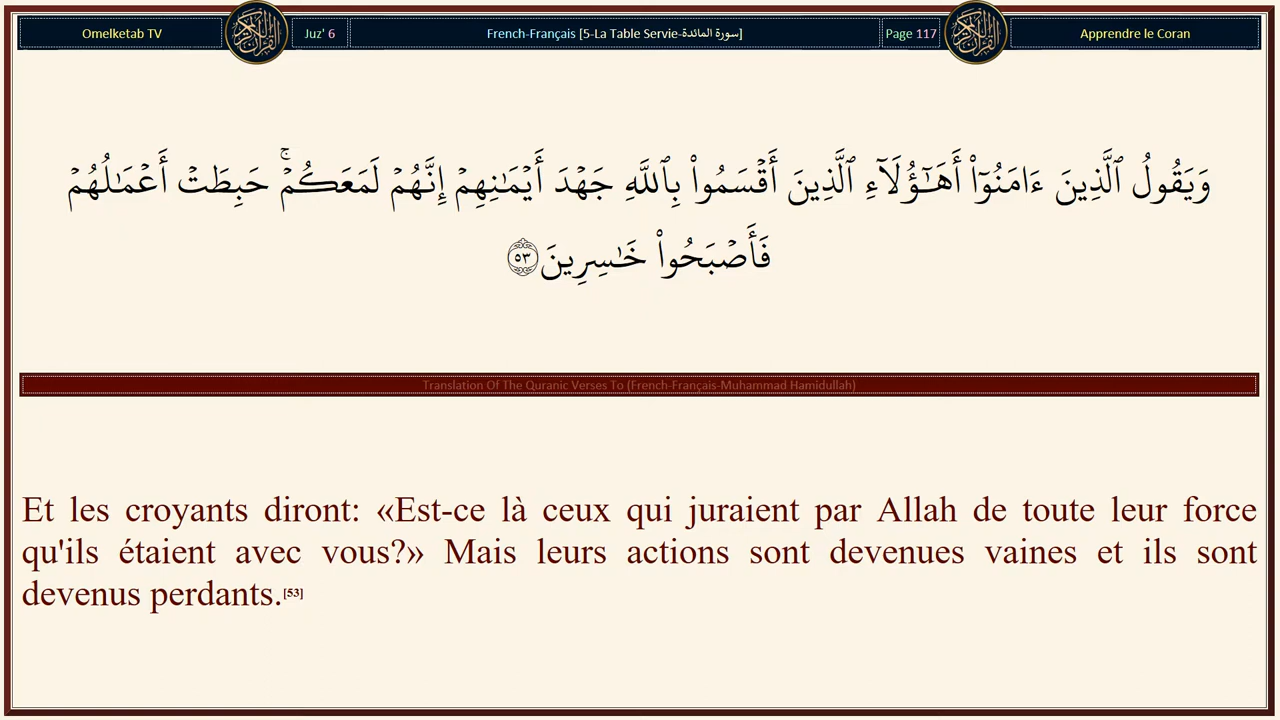 Omelketab TV
Juz' 6
French-Français [5-La Table Servie-سورة المائدة]
Page 117
Apprendre le Coran
وَيَقُولُ ٱلَّذِينَ ءَامَنُوٓا۟ أَهَـٰٓؤُلَآءِ ٱلَّذِينَ أَقْسَمُوا۟ بِٱللَّهِ جَهْدَ أَيْمَـٰنِهِمْ إِنَّهُمْ لَمَعَكُمْ ۚ حَبِطَتْ أَعْمَـٰلُهُمْ
فَأَصْبَحُوا۟ خَـٰسِرِينَ ٥٣
Translation Of The Quranic Verses To (French-Français-Muhammad Hamidullah)
Et les croyants diront: «Est-ce là ceux qui juraient par Allah de toute leur force
qu'ils étaient avec vous?» Mais leurs actions sont devenues vaines et ils sont
devenus perdants.[53]